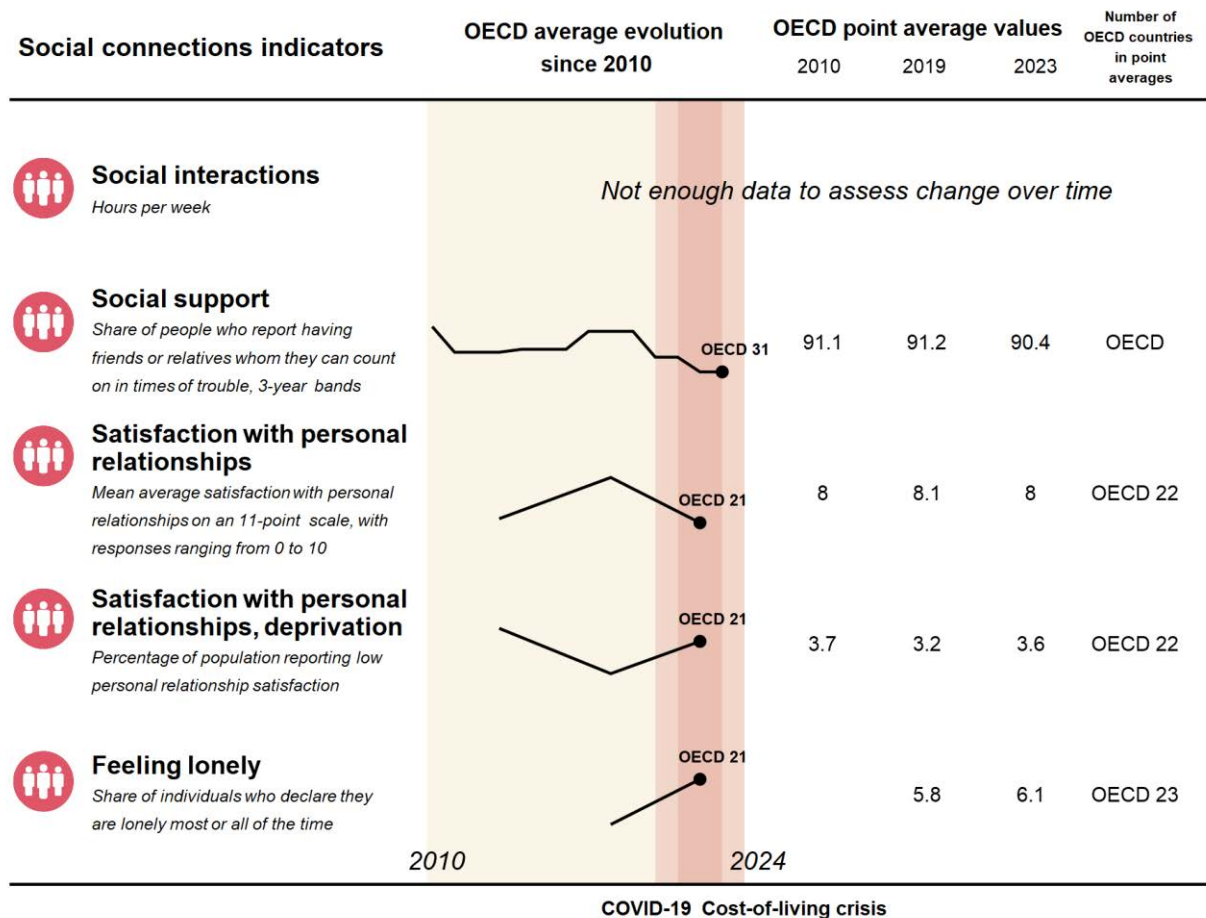 Social connections indicators
OECD average evolution
since 2010
OECD point average values
2010 2019 2023
Number of
OECD countries
in point
averages
Social interactions
Hours per week
Not enough data to assess change over time
Social support
Share of people who report having
friends or relatives whom they can count
on in times of trouble, 3-year bands
OECD 31
91.1 91.2 90.4 OECD
Satisfaction with personal
relationships
Mean average satisfaction with personal
relationships on an 11-point scale, with
responses ranging from 0 to 10
OECD 21
8 8.1 8 OECD 22
Satisfaction with personal
relationships, deprivation
Percentage of population reporting low
personal relationship satisfaction
OECD 21
3.7 3.2 3.6 OECD 22
Feeling lonely
Share of individuals who declare they
are lonely most or all of the time
OECD 21
5.8 6.1 OECD 23
2010 2024
COVID-19 Cost-of-living crisis